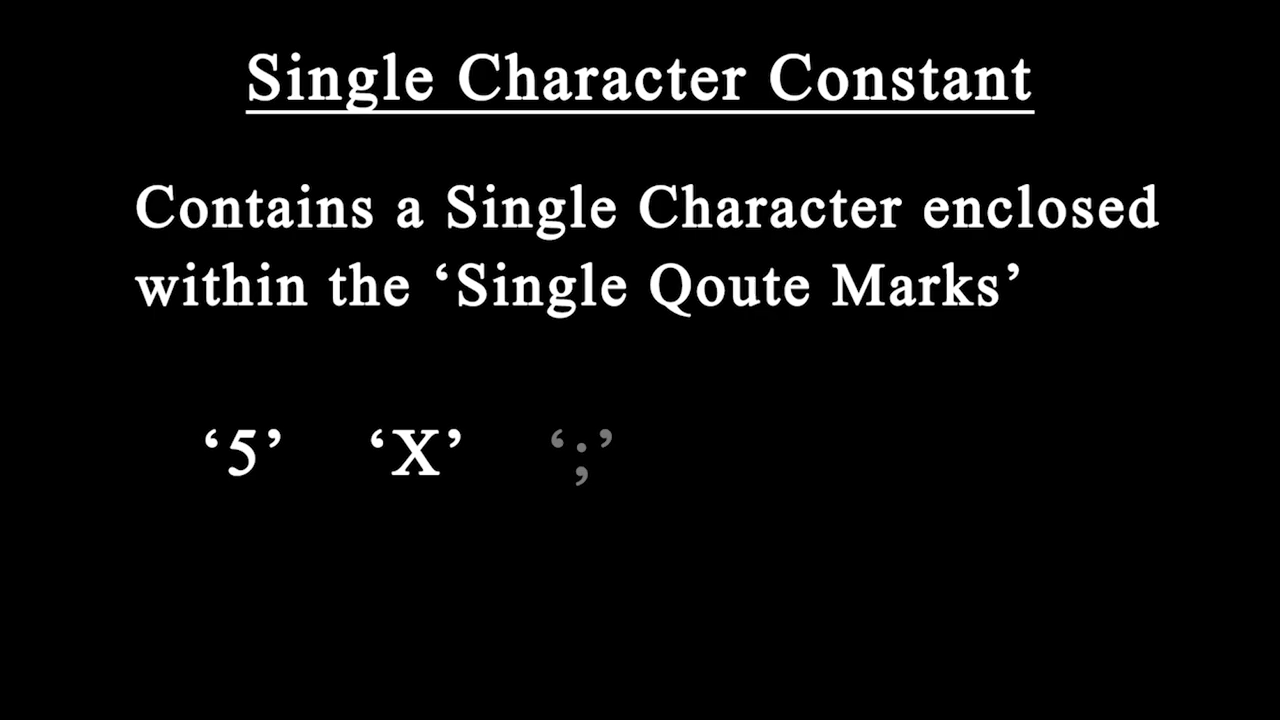 Single Character Constant
Contains a Single Character enclosed
within the ‘Single Qoute Marks’
‘5’ ‘X’ ‘;’